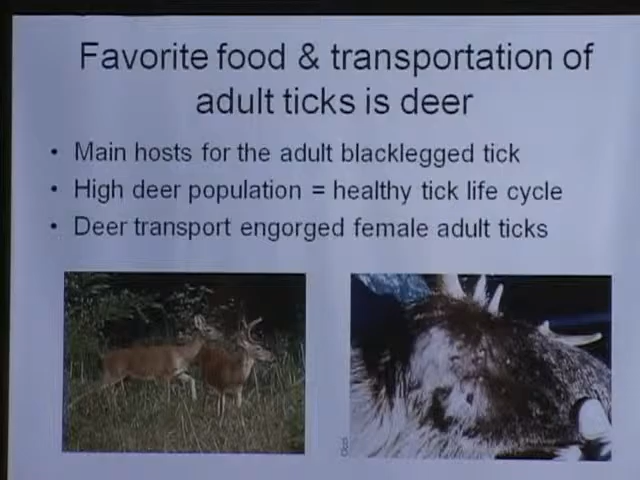 Favorite food & transportation of
adult ticks is deer
• Main hosts for the adult blacklegged tick
• High deer population = healthy tick life cycle
• Deer transport engorged female adult ticks